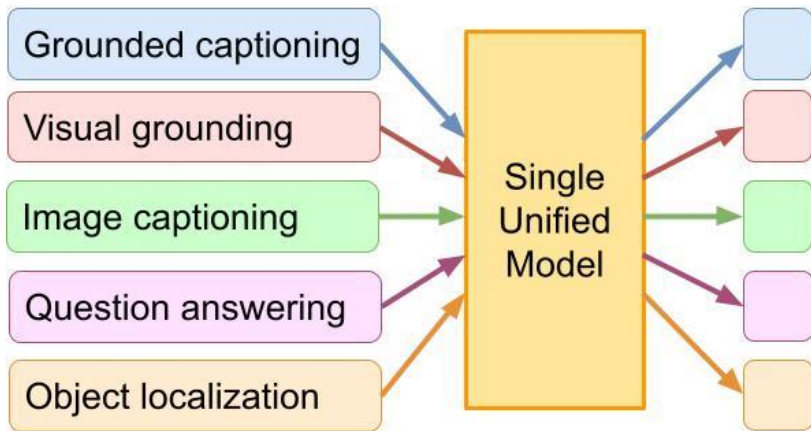 Grounded captioning
Visual grounding
Image captioning
Question answering
Object localization
Single
Unified
Model